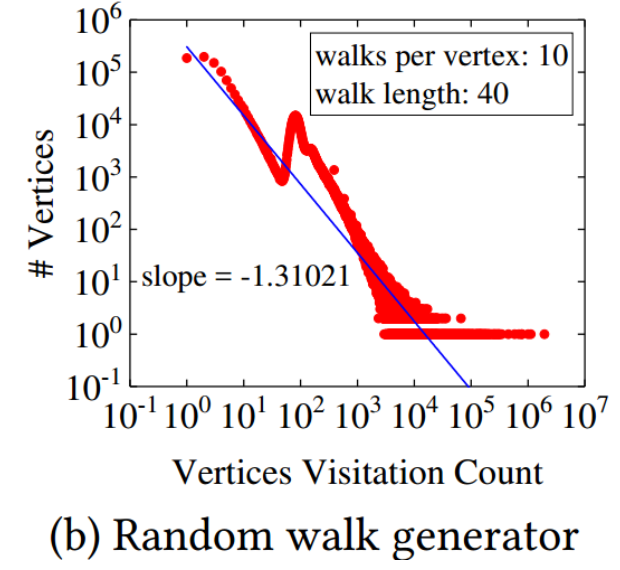 10^6
10^5
10^4
10^3
10^2
10^1
10^0
10^-1
# Vertices
walks per vertex: 10
walk length: 40
slope = -1.31021
10^-1 10^0 10^1 10^2 10^3 10^4 10^5 10^6 10^7
Vertices Visitation Count
(b) Random walk generator